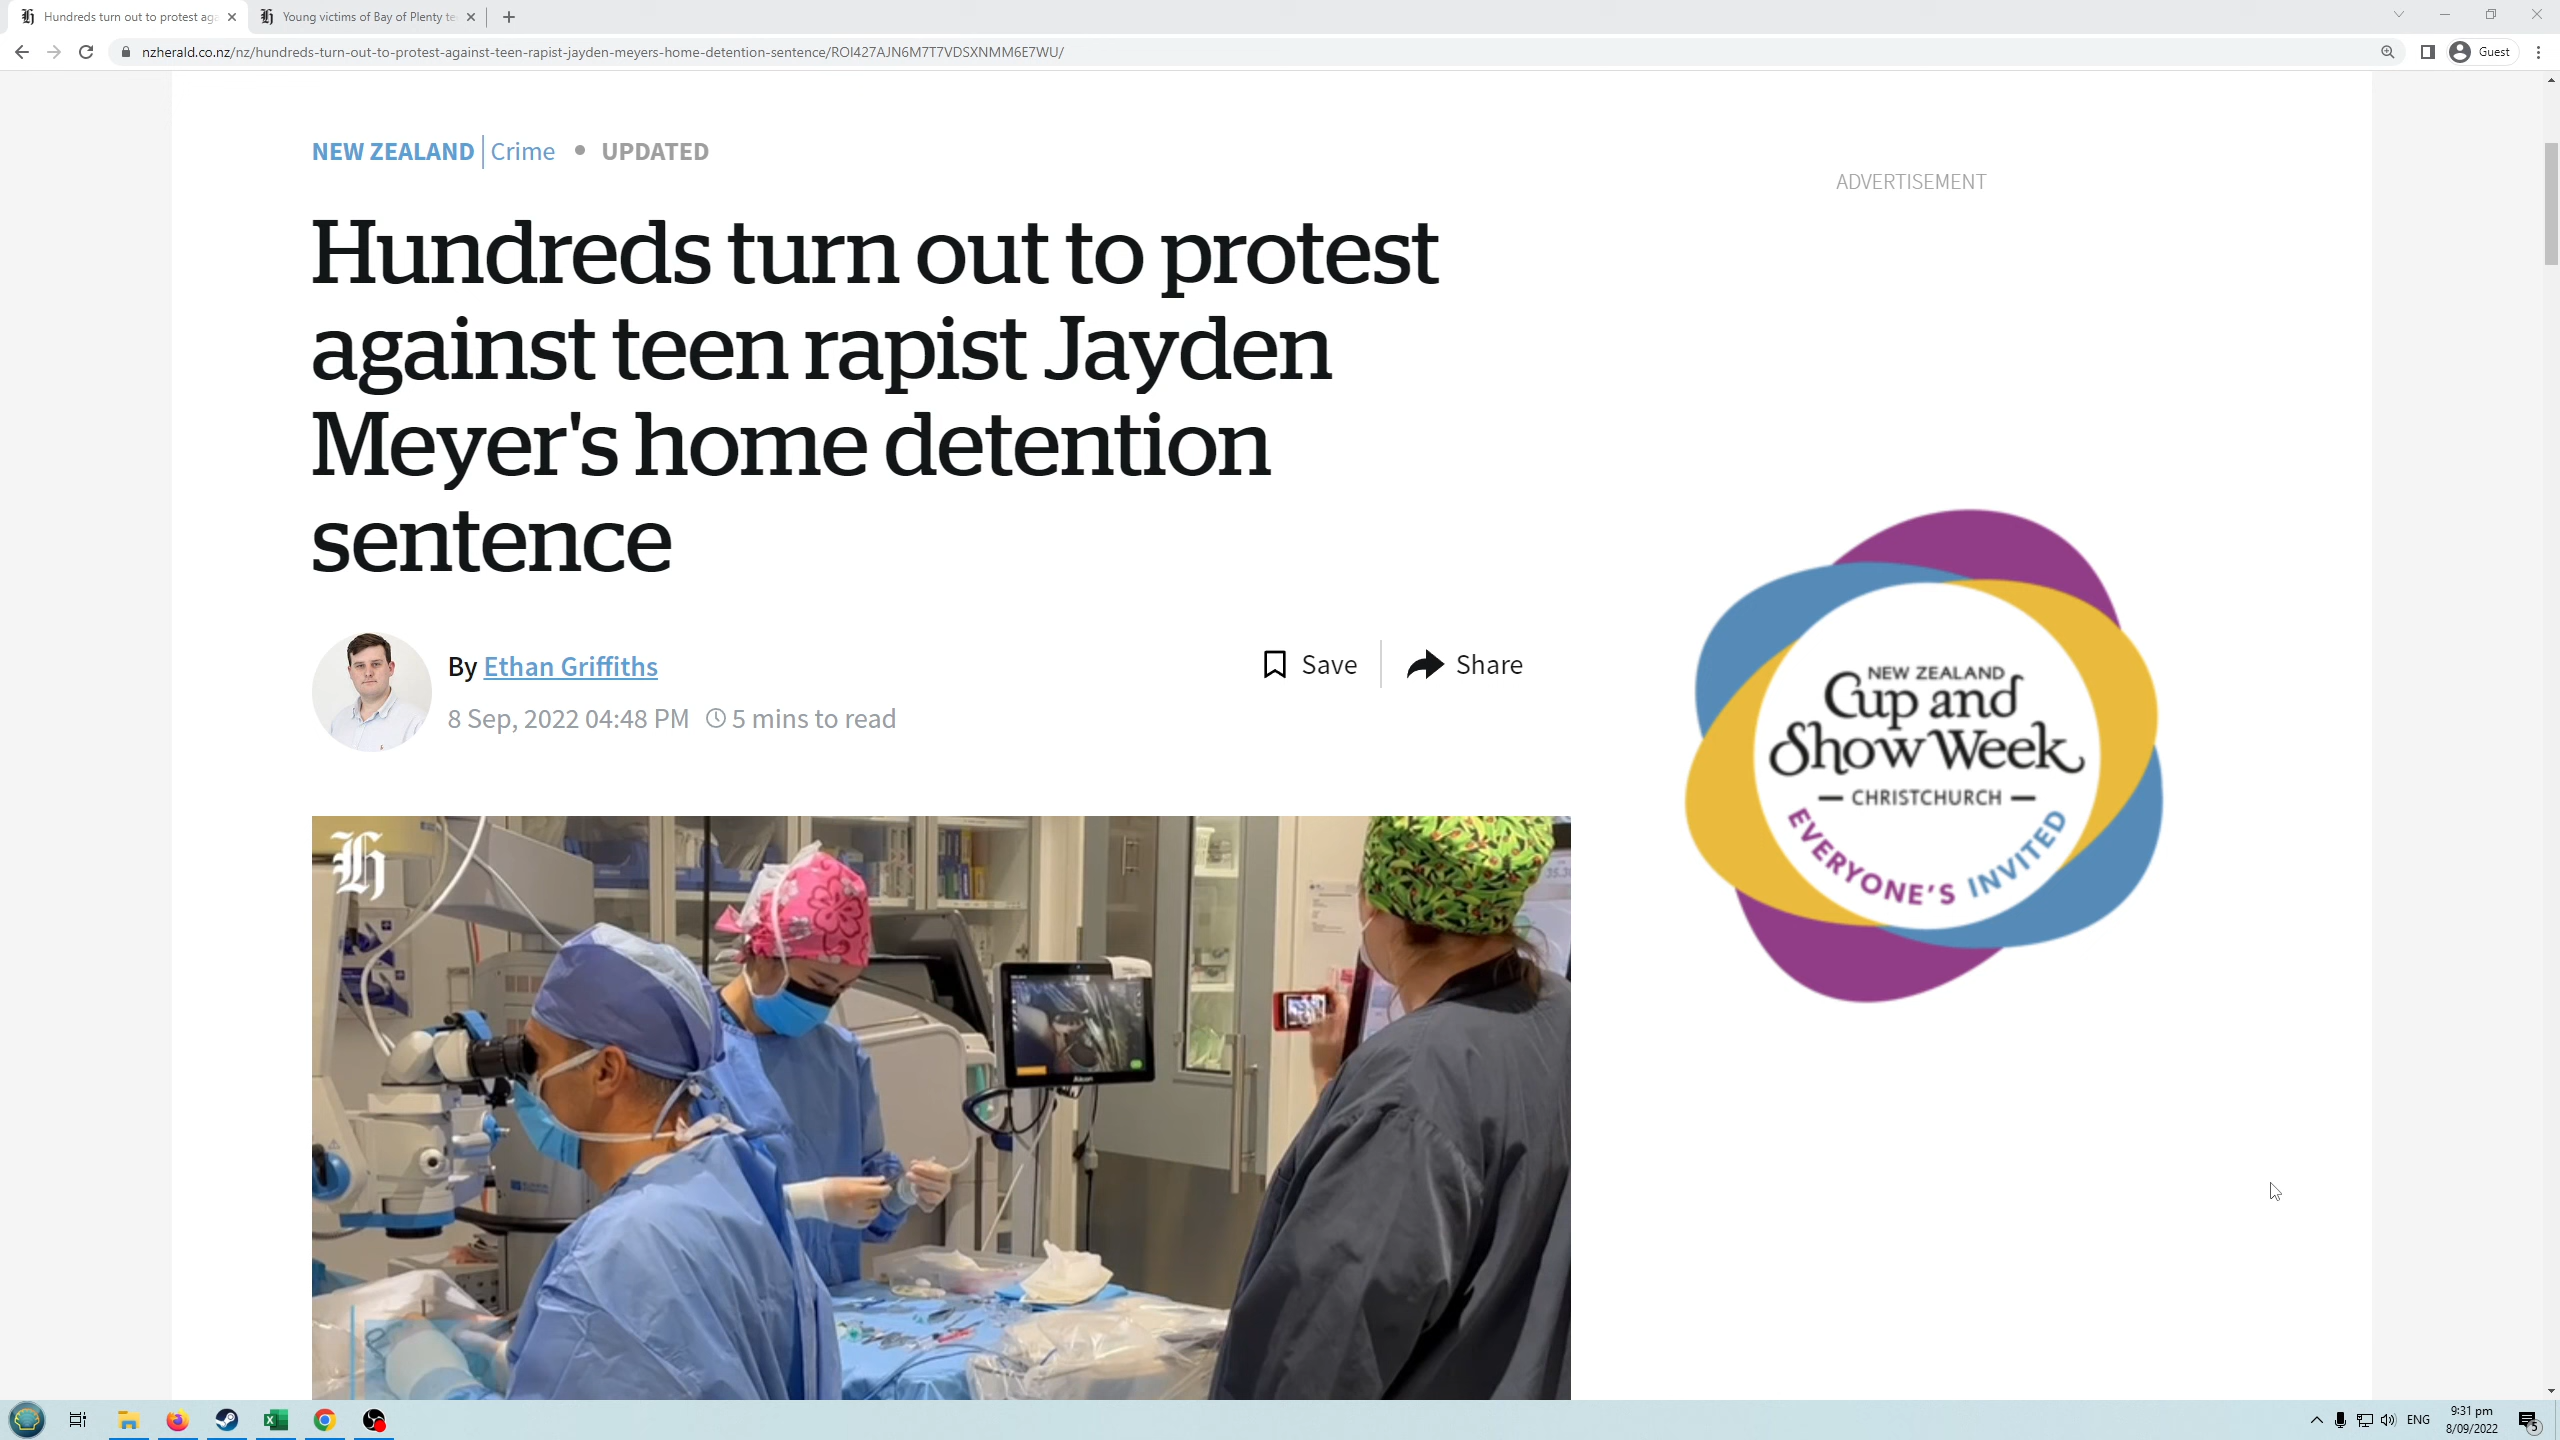 Hundreds turn out to protest aga
Young victims of Bay of Plenty te
nzherald.co.nz/nz/hundreds-turn-out-to-protest-against-teen-rapist-jayden-meyers-home-detention-sentence/ROI427AJN6M7T7VDSXNMM6E7WU/
Guest
NEW ZEALAND | Crime • UPDATED
ADVERTISEMENT
Hundreds turn out to protest
against teen rapist Jayden
Meyer's home detention
sentence
By Ethan Griffiths
8 Sep, 2022 04:48 PM 5 mins to read
Save
Share
NEW ZEALAND
Cup and
Show Week
— CHRISTCHURCH —
EVERYONE'S INVITED
Alcon
ENG
9:31 pm
8/09/2022
5